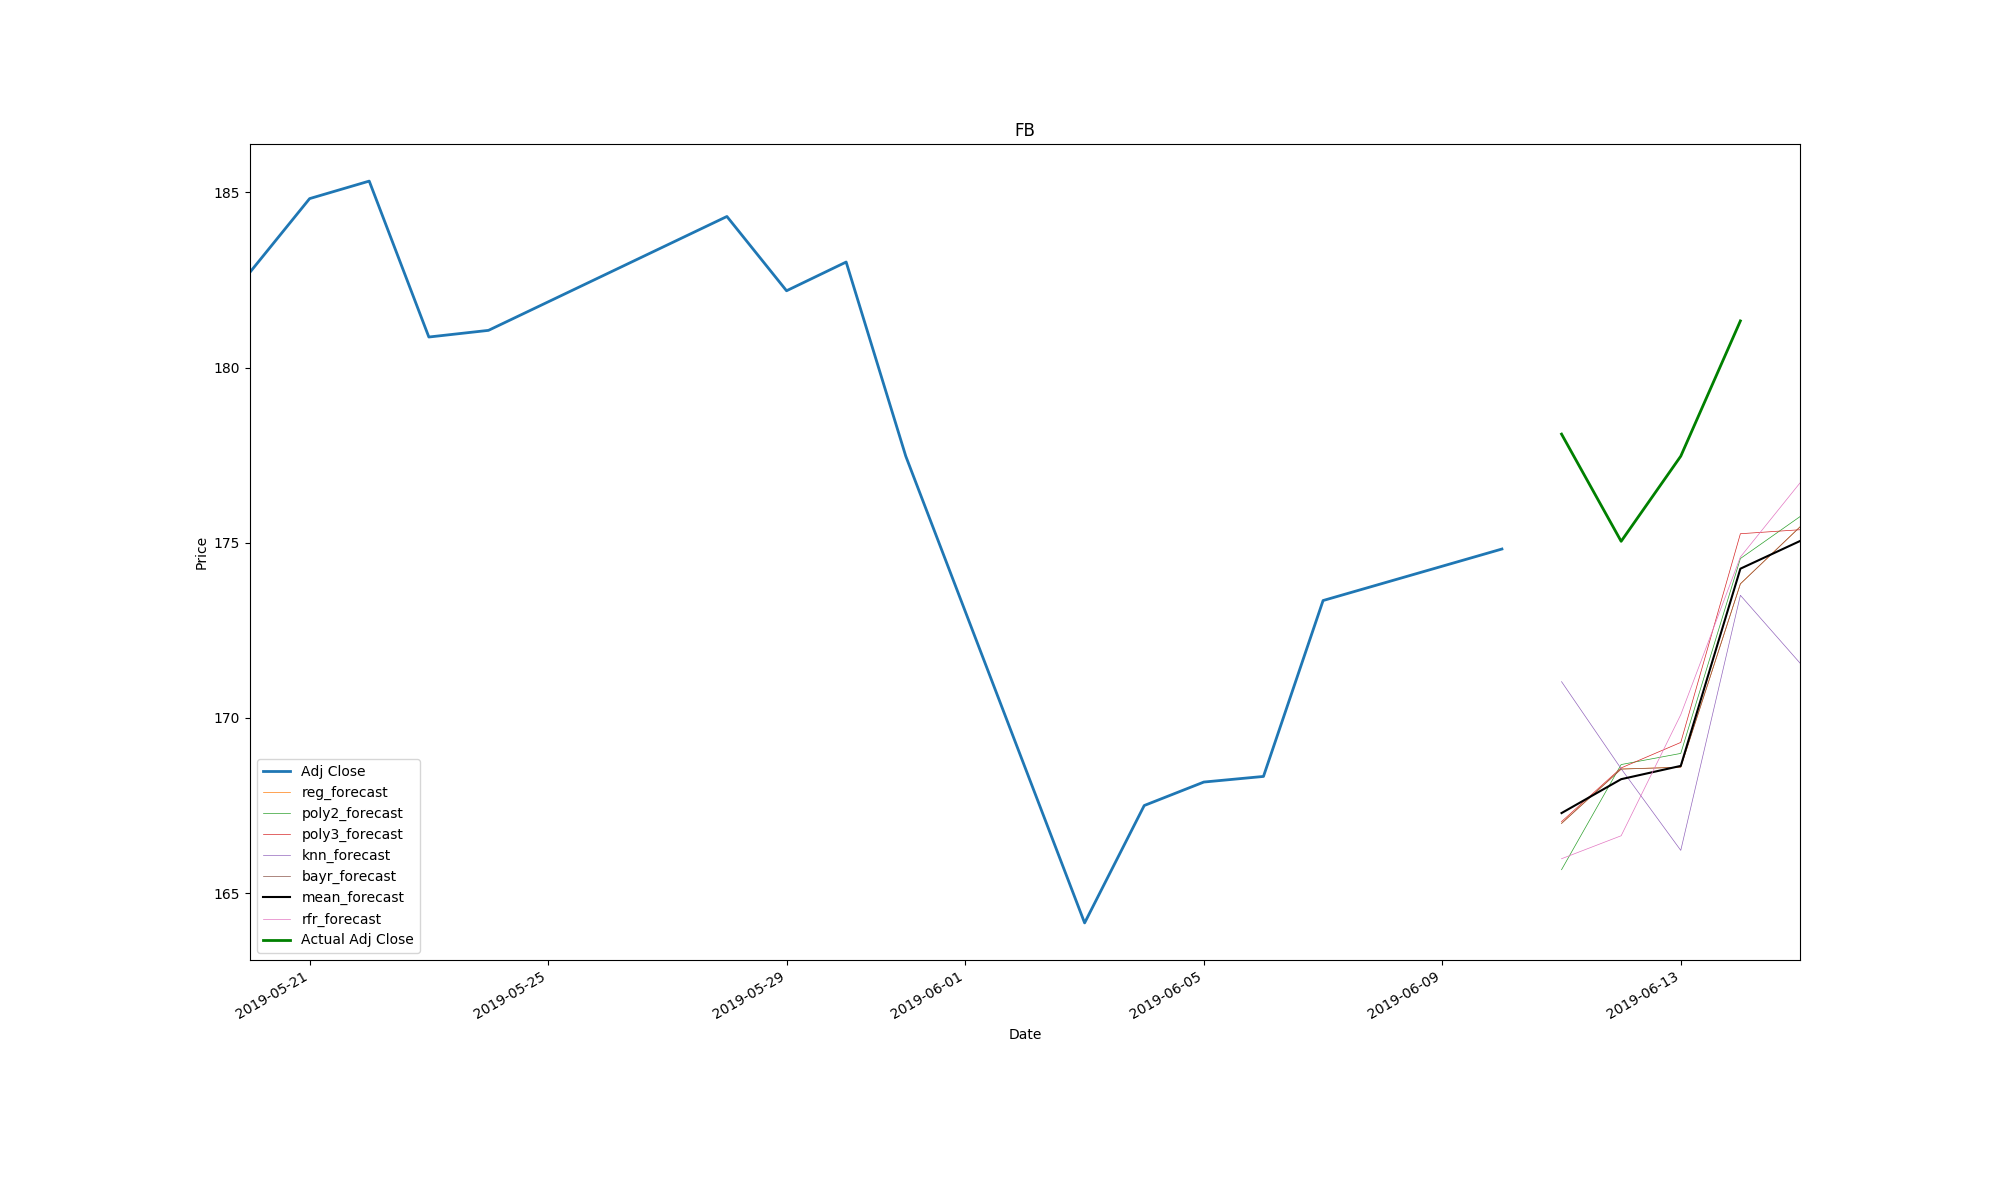 FB
185
180
175
170
165
Price
Adj Close
reg_forecast
poly2_forecast
poly3_forecast
knn_forecast
bayr_forecast
mean_forecast
rfr_forecast
Actual Adj Close
2019-05-21
2019-05-25
2019-05-29
2019-06-01
2019-06-05
2019-06-09
2019-06-13
Date